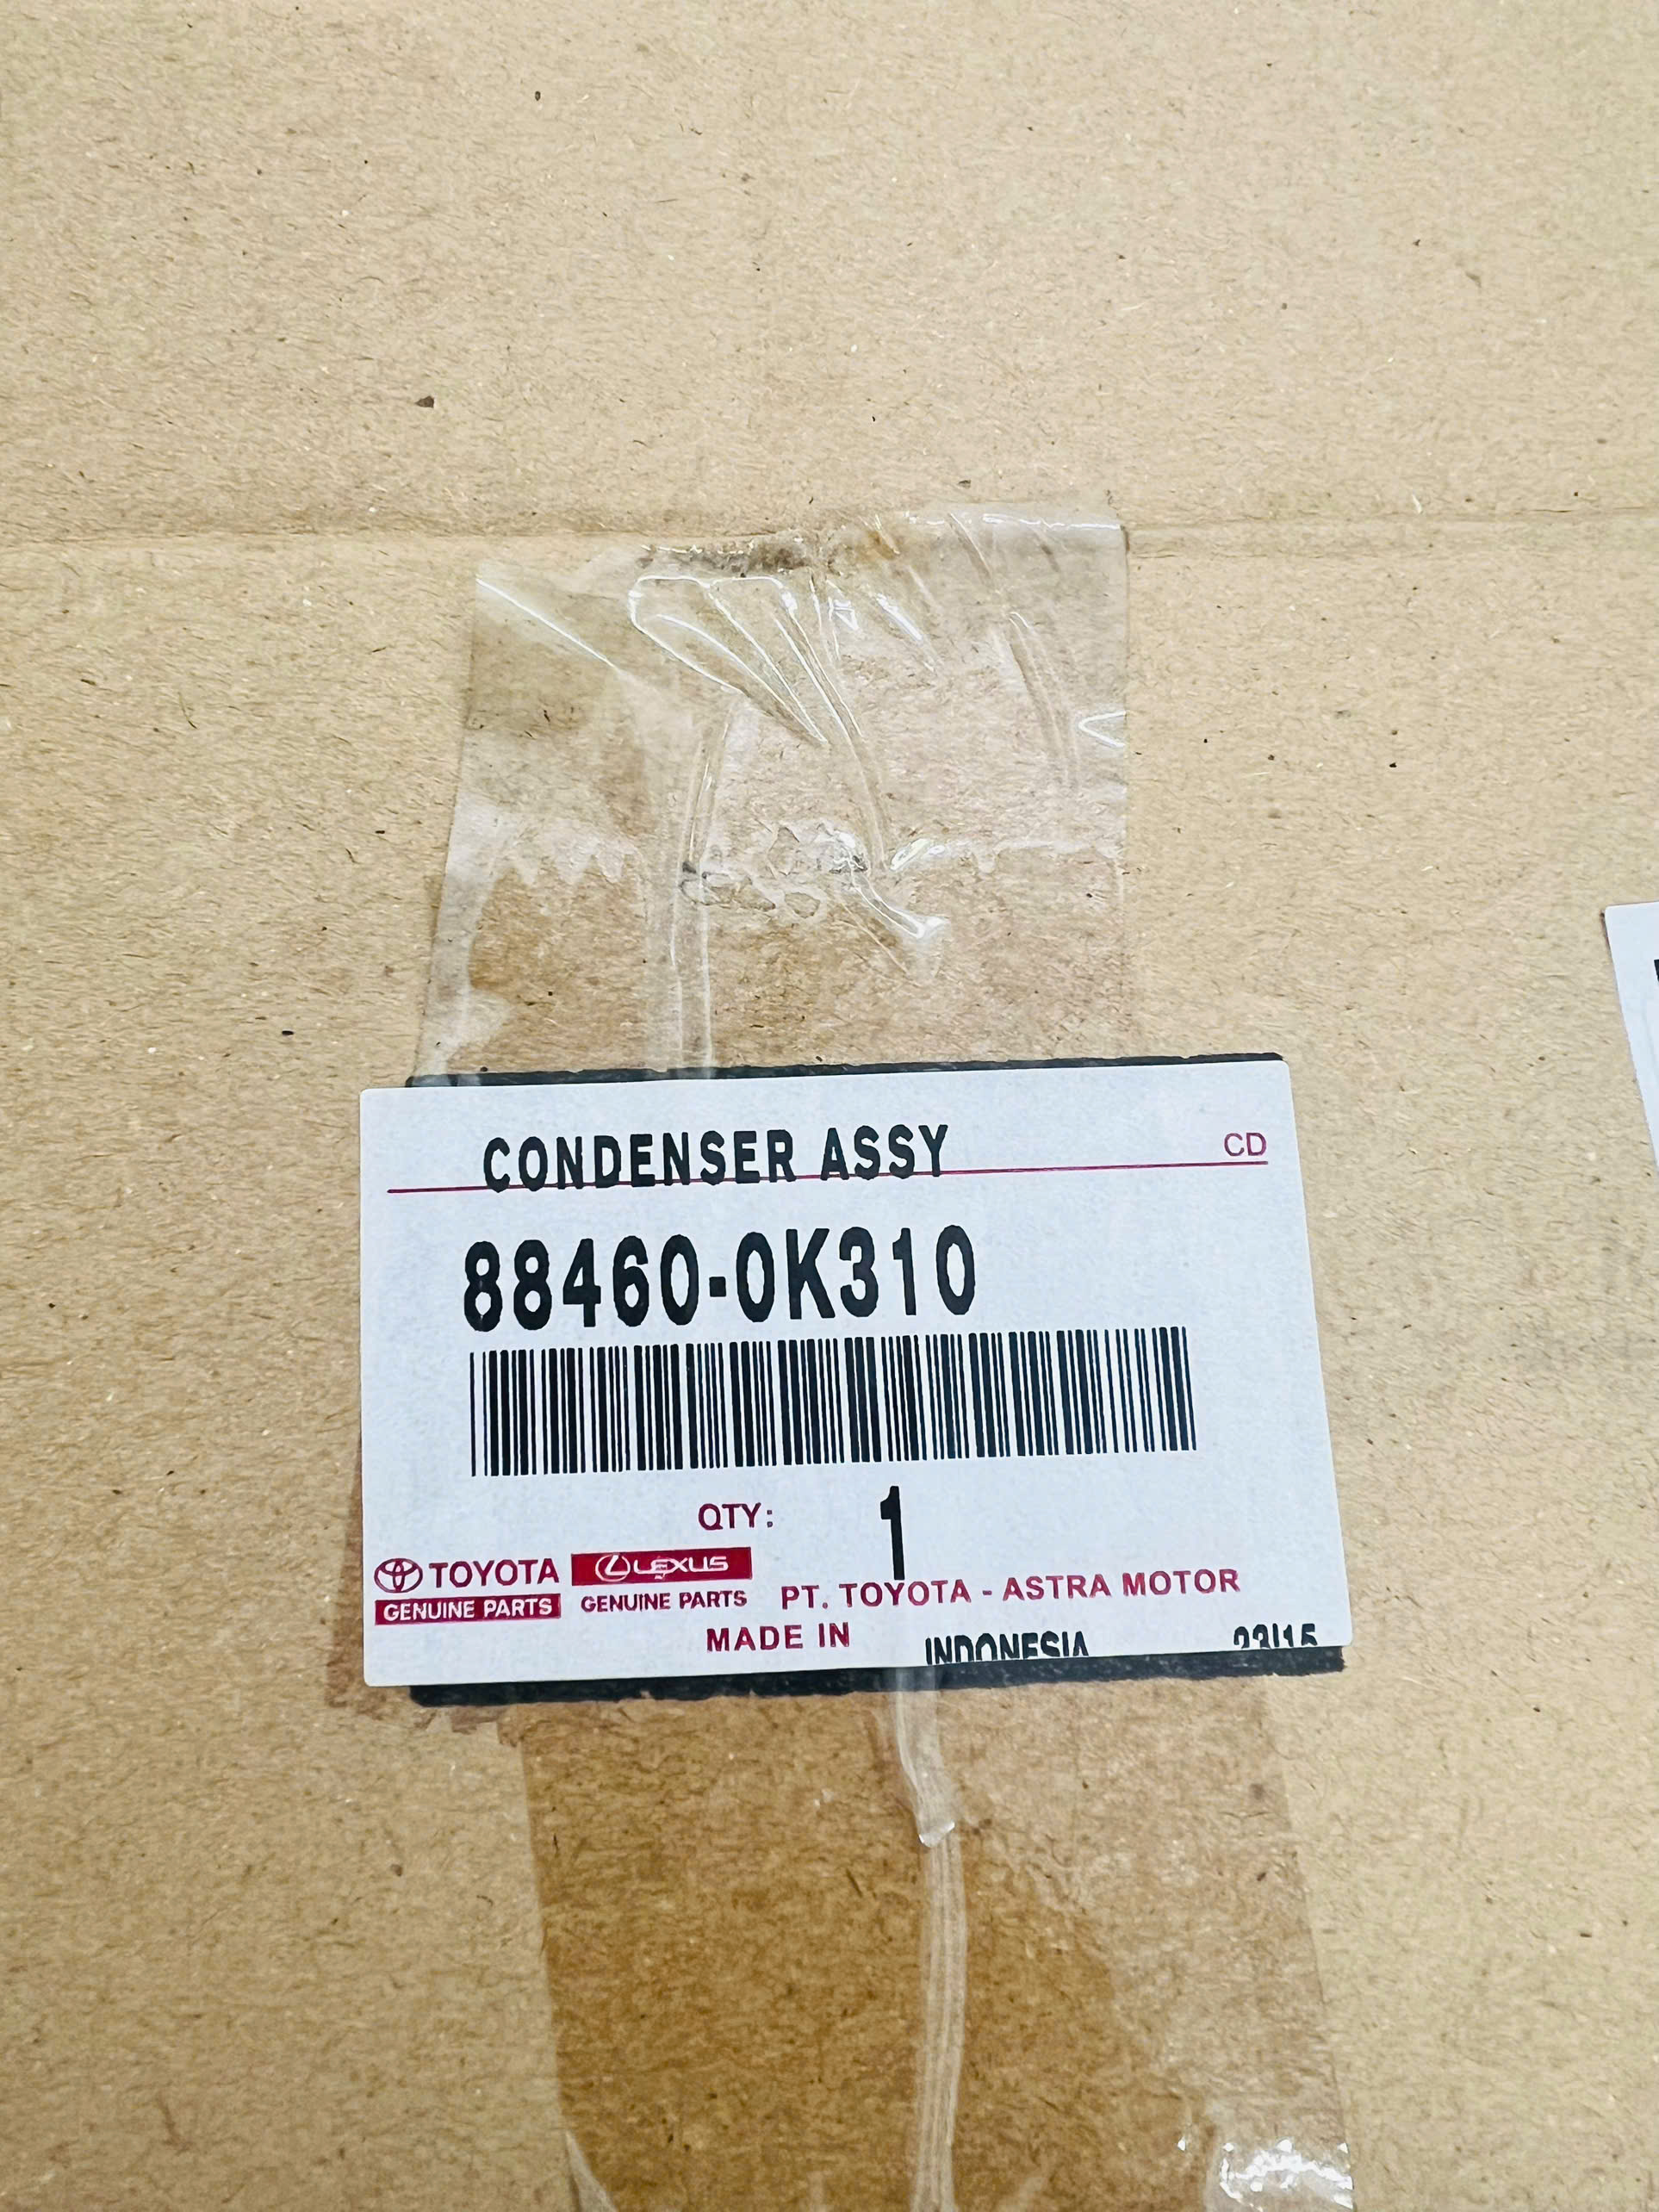 CONDENSER ASSY CD
88460-0K310
QTY: 1
TOYOTA LEXUS
GENUINE PARTS GENUINE PARTS PT. TOYOTA - ASTRA MOTOR
MADE IN INDONESIA